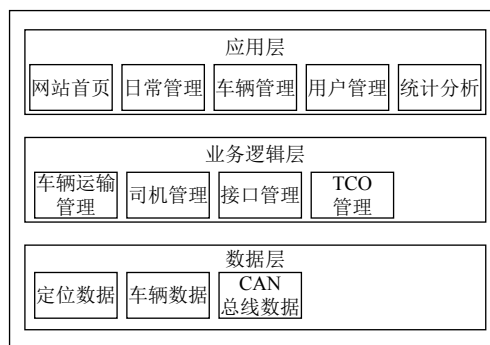 应用层
网站首页 日常管理 车辆管理 用户管理 统计分析
业务逻辑层
车辆运输
管理
司机管理 接口管理
TCO
管理
数据层
定位数据 车辆数据
CAN
总线数据